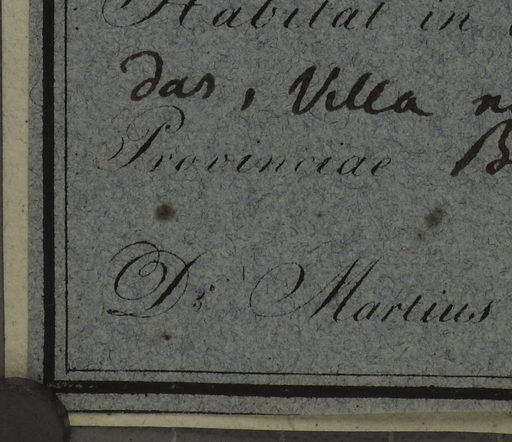 Habitat in
das, Villa
Provinciae B
Dr. Martius